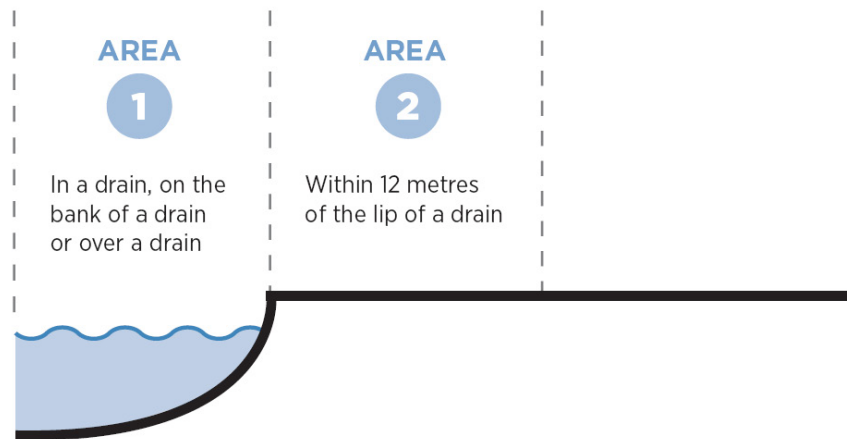 AREA
1
In a drain, on the
bank of a drain
or over a drain
AREA
2
Within 12 metres
of the lip of a drain